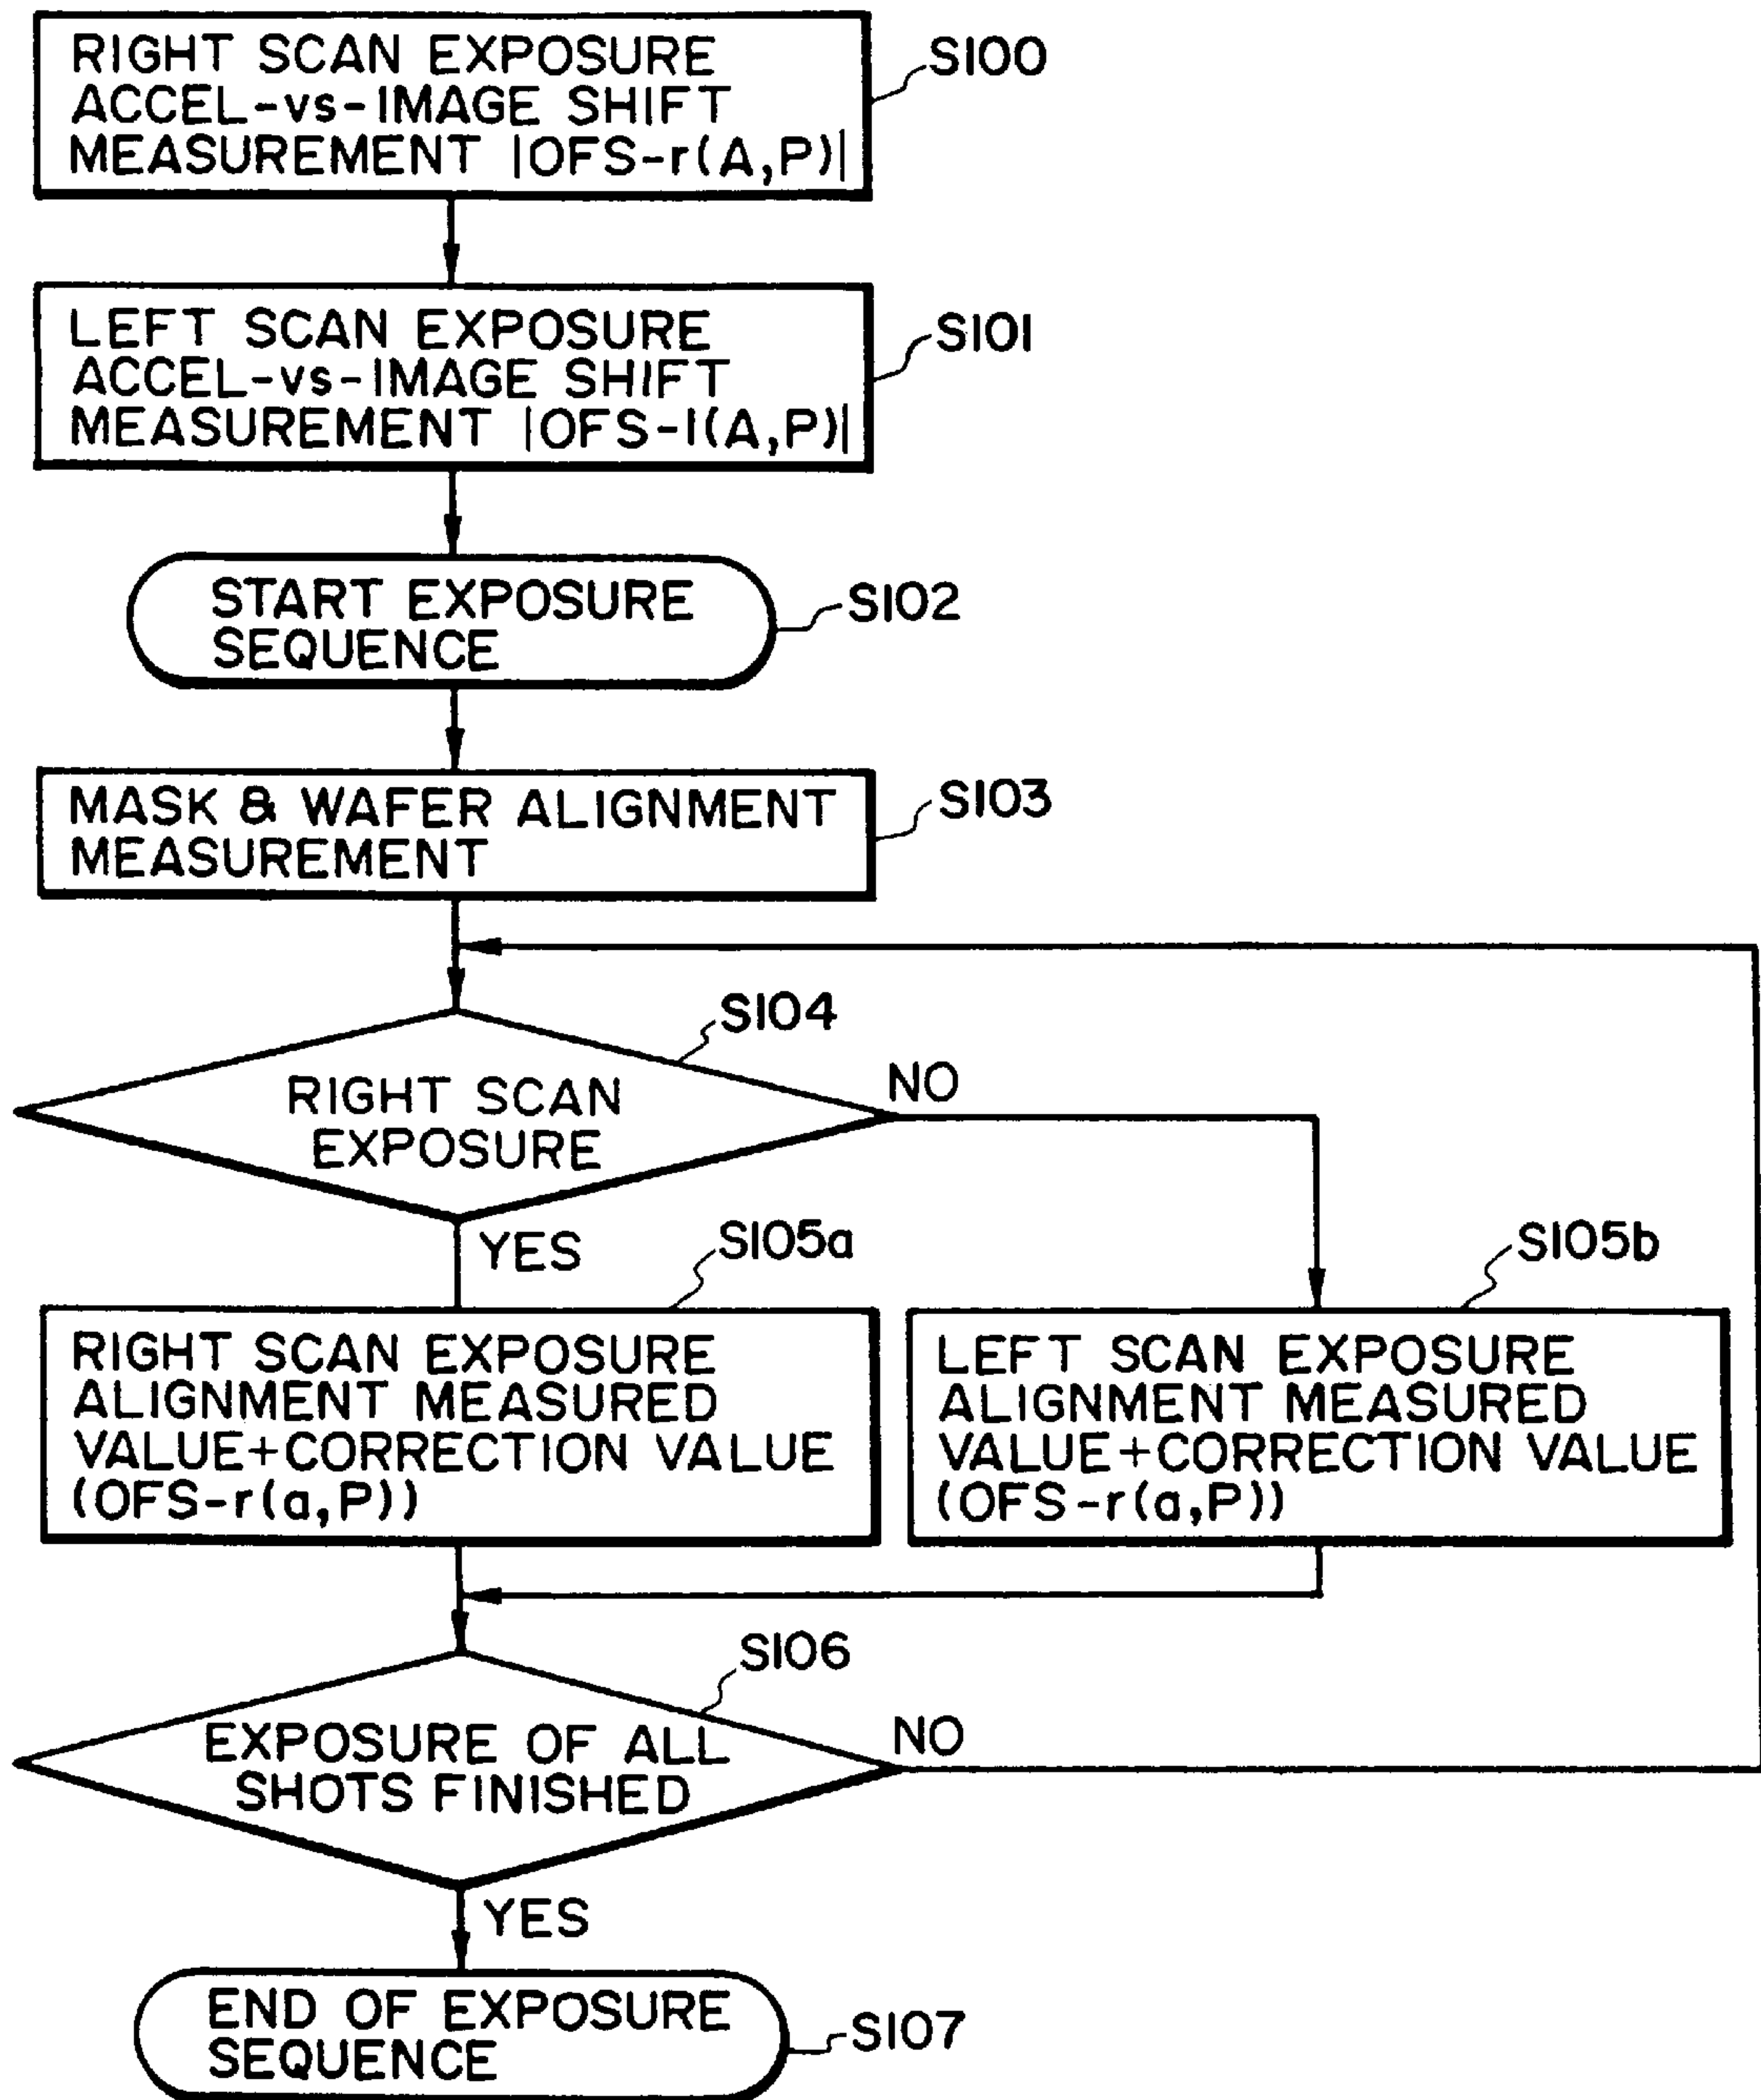 RIGHT SCAN EXPOSURE
ACCEL-vs-IMAGE SHIFT
MEASUREMENT |OFS-r(A,P)|
S100
LEFT SCAN EXPOSURE
ACCEL-vs-IMAGE SHIFT
MEASUREMENT |OFS-l(A,P)|
S101
START EXPOSURE
SEQUENCE
S102
MASK & WAFER ALIGNMENT
MEASUREMENT
S103
S104
RIGHT SCAN
EXPOSURE
NO
YES
S105a
RIGHT SCAN EXPOSURE
ALIGNMENT MEASURED
VALUE+CORRECTION VALUE
(OFS-r(a,P))
S105b
LEFT SCAN EXPOSURE
ALIGNMENT MEASURED
VALUE+CORRECTION VALUE
(OFS-r(a,P))
S106
EXPOSURE OF ALL
SHOTS FINISHED
NO
YES
END OF EXPOSURE
SEQUENCE
S107